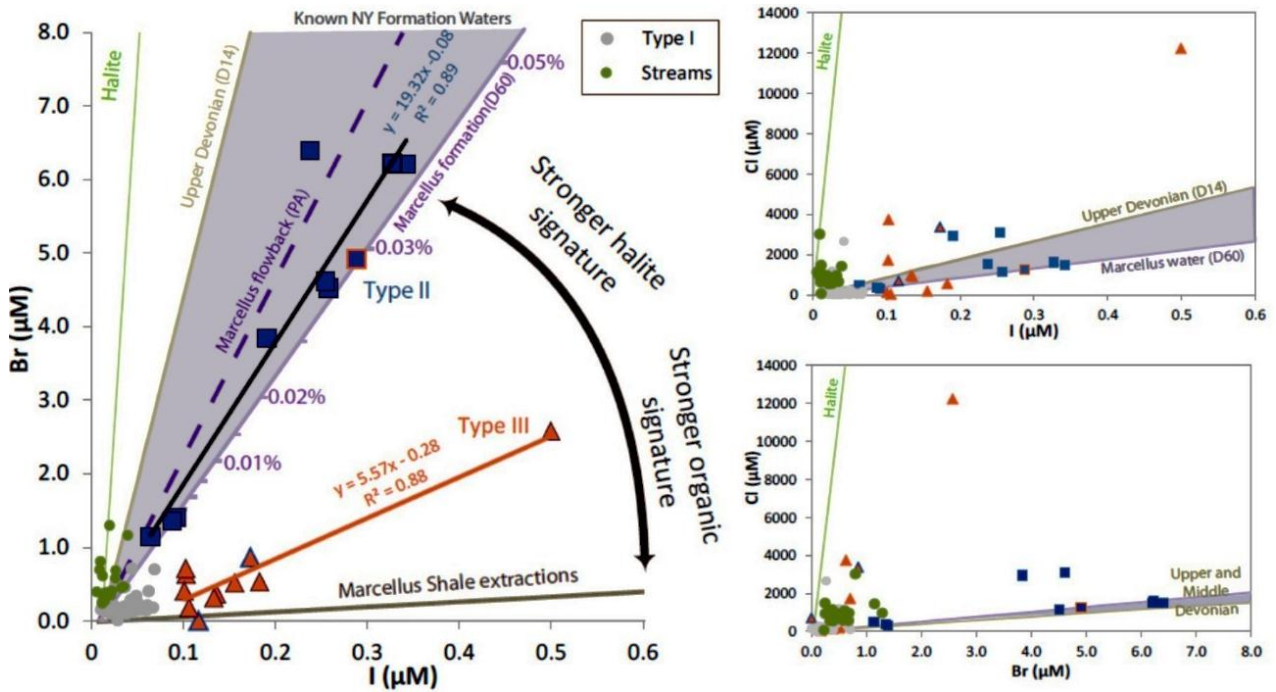 Known NY Formation Waters
8.0
7.0
6.0
5.0
4.0
3.0
2.0
1.0
0.0
Br (µM)
0
0.1
0.2
0.3
0.4
0.5
0.6
I (µM)
Halite
Upper Devonian (D14)
Marcellus flowback (PA)
y = 19.32x -0.08
R² = 0.89
Marcellus formation(D60)
0.05%
0.03%
0.02%
0.01%
Type II
Type III
y = 5.57x - 0.28
R² = 0.88
Marcellus Shale extractions
Stronger halite
signature
Stronger organic
signature
Type I
Streams
14000
12000
10000
8000
6000
4000
2000
0
Cl (µM)
Halite
Upper Devonian (D14)
Marcellus water (D60)
0
0.1
0.2
0.3
0.4
0.5
0.6
I (µM)
14000
12000
10000
8000
6000
4000
2000
0
Cl (µM)
Halite
Upper and
Middle
Devonian
0.0
1.0
2.0
3.0
4.0
5.0
6.0
7.0
8.0
Br (µM)